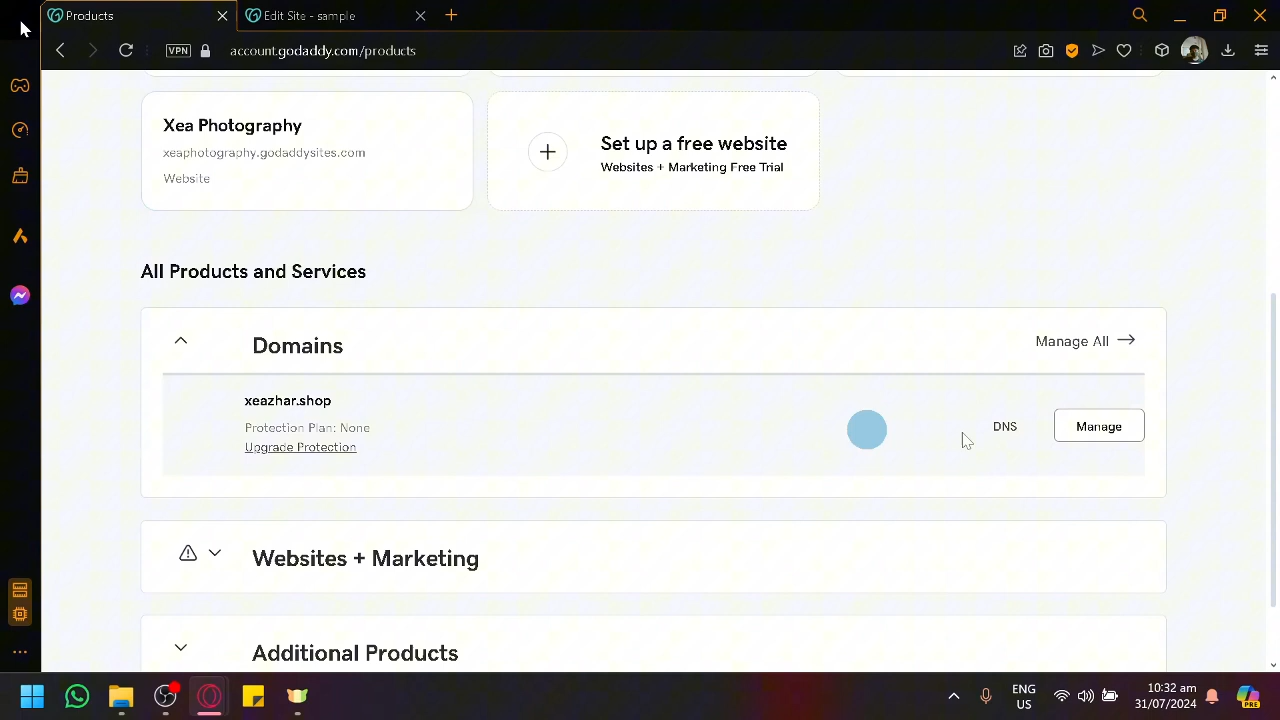 Products
Edit Site - sample
VPN
account.godaddy.com/products
Xea Photography
xeaphotography.godaddysites.com
Website
Set up a free website
Websites + Marketing Free Trial
All Products and Services
Domains
Manage All
xeazhar.shop
Protection Plan: None
Upgrade Protection
DNS
Manage
Websites + Marketing
Additional Products
ENG
US
10:32 am
31/07/2024
PRE